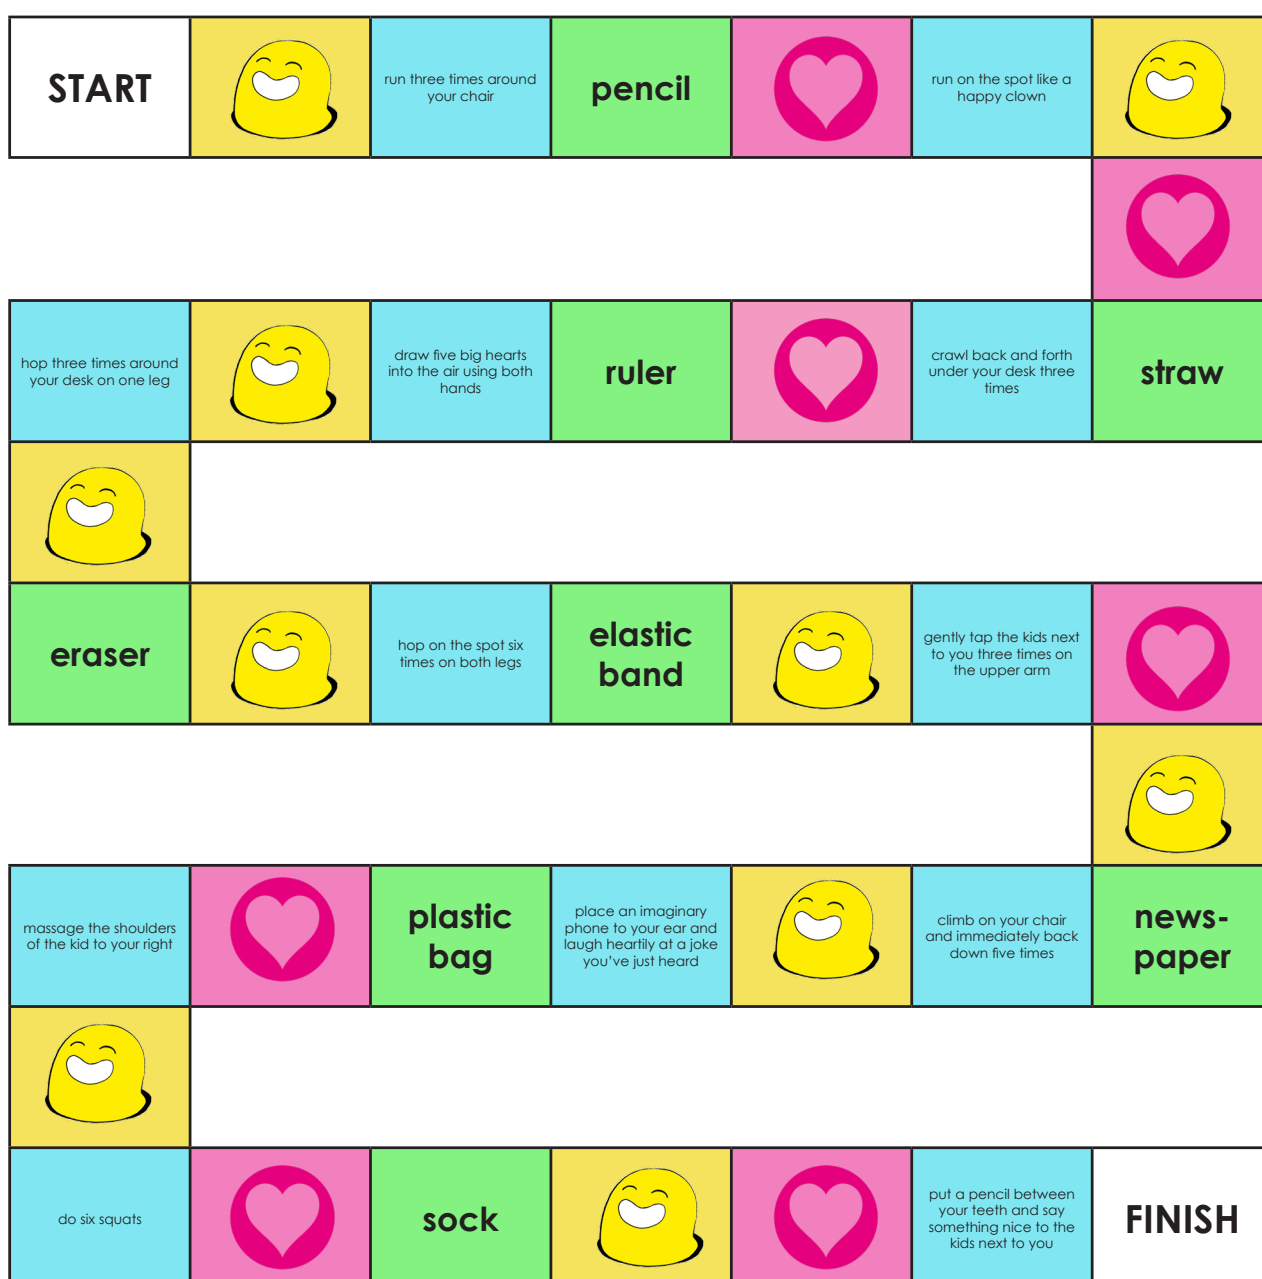 START
run three times around
your chair
pencil
run on the spot like a
happy clown
hop three times around
your desk on one leg
draw five big hearts
into the air using both
hands
ruler
crawl back and forth
under your desk three
times
straw
eraser
hop on the spot six
times on both legs
elastic
band
gently tap the kids next
to you three times on
the upper arm
massage the shoulders
of the kid to your right
plastic
bag
place an imaginary
phone to your ear and
laugh heartily at a joke
you’ve just heard
climb on your chair
and immediately back
down five times
news-
paper
do six squats
sock
put a pencil between
your teeth and say
something nice to the
kids next to you
FINISH